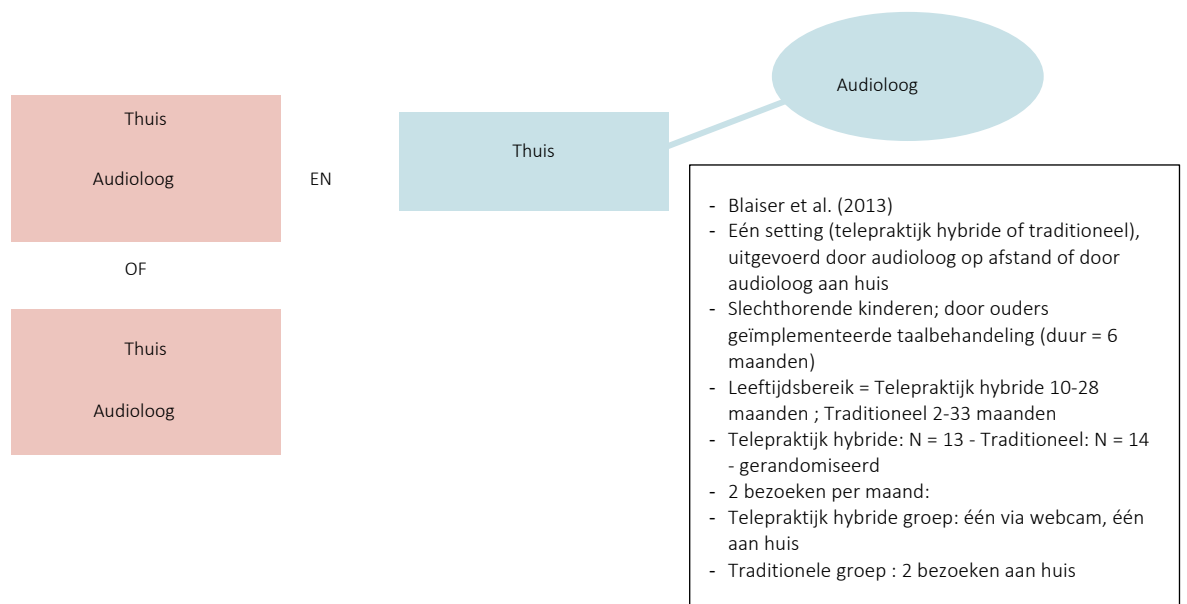 Thuis
Audioloog
EN
Thuis
Audioloog
OF
Thuis
Audioloog
- Blaiser et al. (2013)
- Eén setting (telepraktijk hybride of traditioneel),
uitgevoerd door audioloog op afstand of door
audioloog aan huis
- Slechthorende kinderen; door ouders
geïmplementeerde taalbehandeling (duur = 6
maanden)
- Leeftijdsbereik = Telepraktijk hybride 10-28
maanden ; Traditioneel 2-33 maanden
- Telepraktijk hybride: N = 13 - Traditioneel: N = 14
- gerandomiseerd
- 2 bezoeken per maand:
- Telepraktijk hybride groep: één via webcam, één
aan huis
- Traditionele groep : 2 bezoeken aan huis